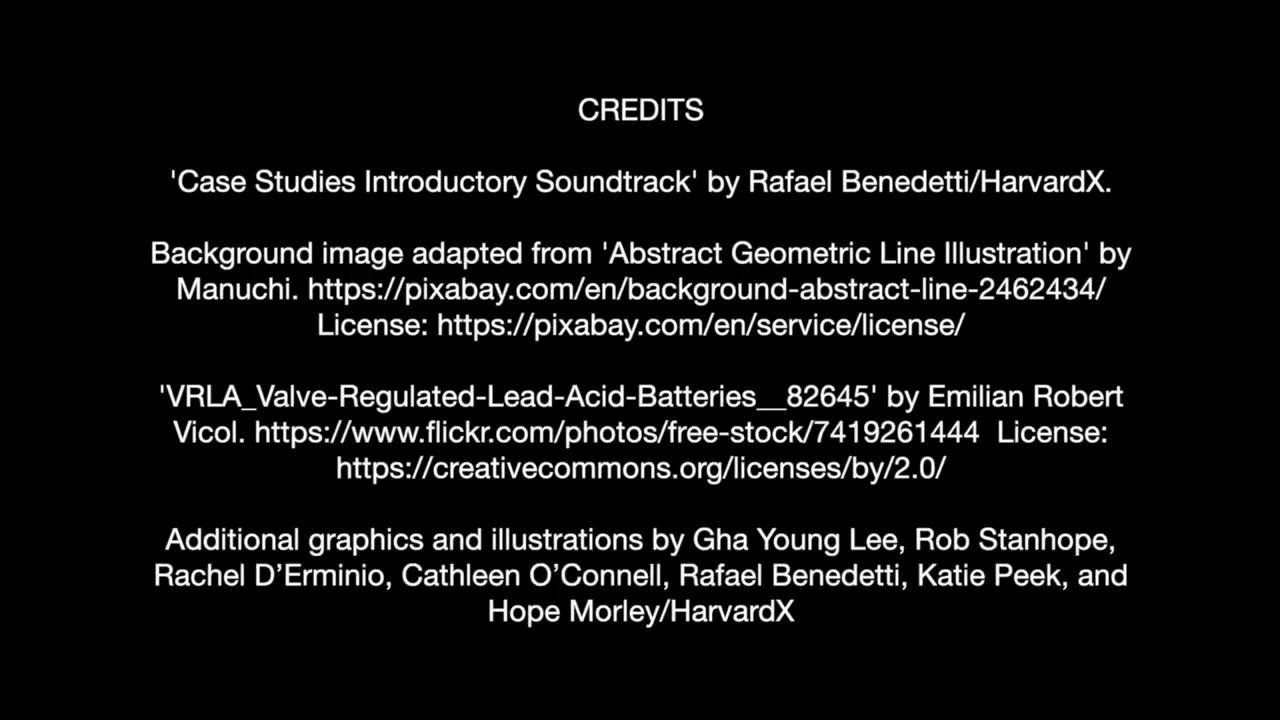 CREDITS
'Case Studies Introductory Soundtrack' by Rafael Benedetti/HarvardX.
Background image adapted from 'Abstract Geometric Line Illustration' by
Manuchi. https://pixabay.com/en/background-abstract-line-2462434/
License: https://pixabay.com/en/service/license/
'VRLA_Valve-Regulated-Lead-Acid-Batteries__82645' by Emilian Robert
Vicol. https://www.flickr.com/photos/free-stock/7419261444  License:
https://creativecommons.org/licenses/by/2.0/
Additional graphics and illustrations by Gha Young Lee, Rob Stanhope,
Rachel D’Erminio, Cathleen O’Connell, Rafael Benedetti, Katie Peek, and
Hope Morley/HarvardX